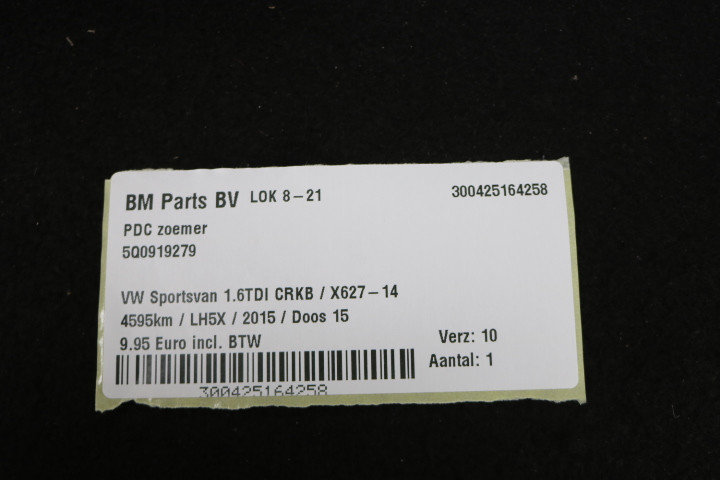 BM Parts BV LOK 8-21 300425164258
PDC zoemer
5Q0919279
VW Sportsvan 1.6TDI CRKB / X627-14
4595km / LH5X / 2015 / Doos 15
9.95 Euro incl. BTW Verz: 10
Aantal: 1
300425164258